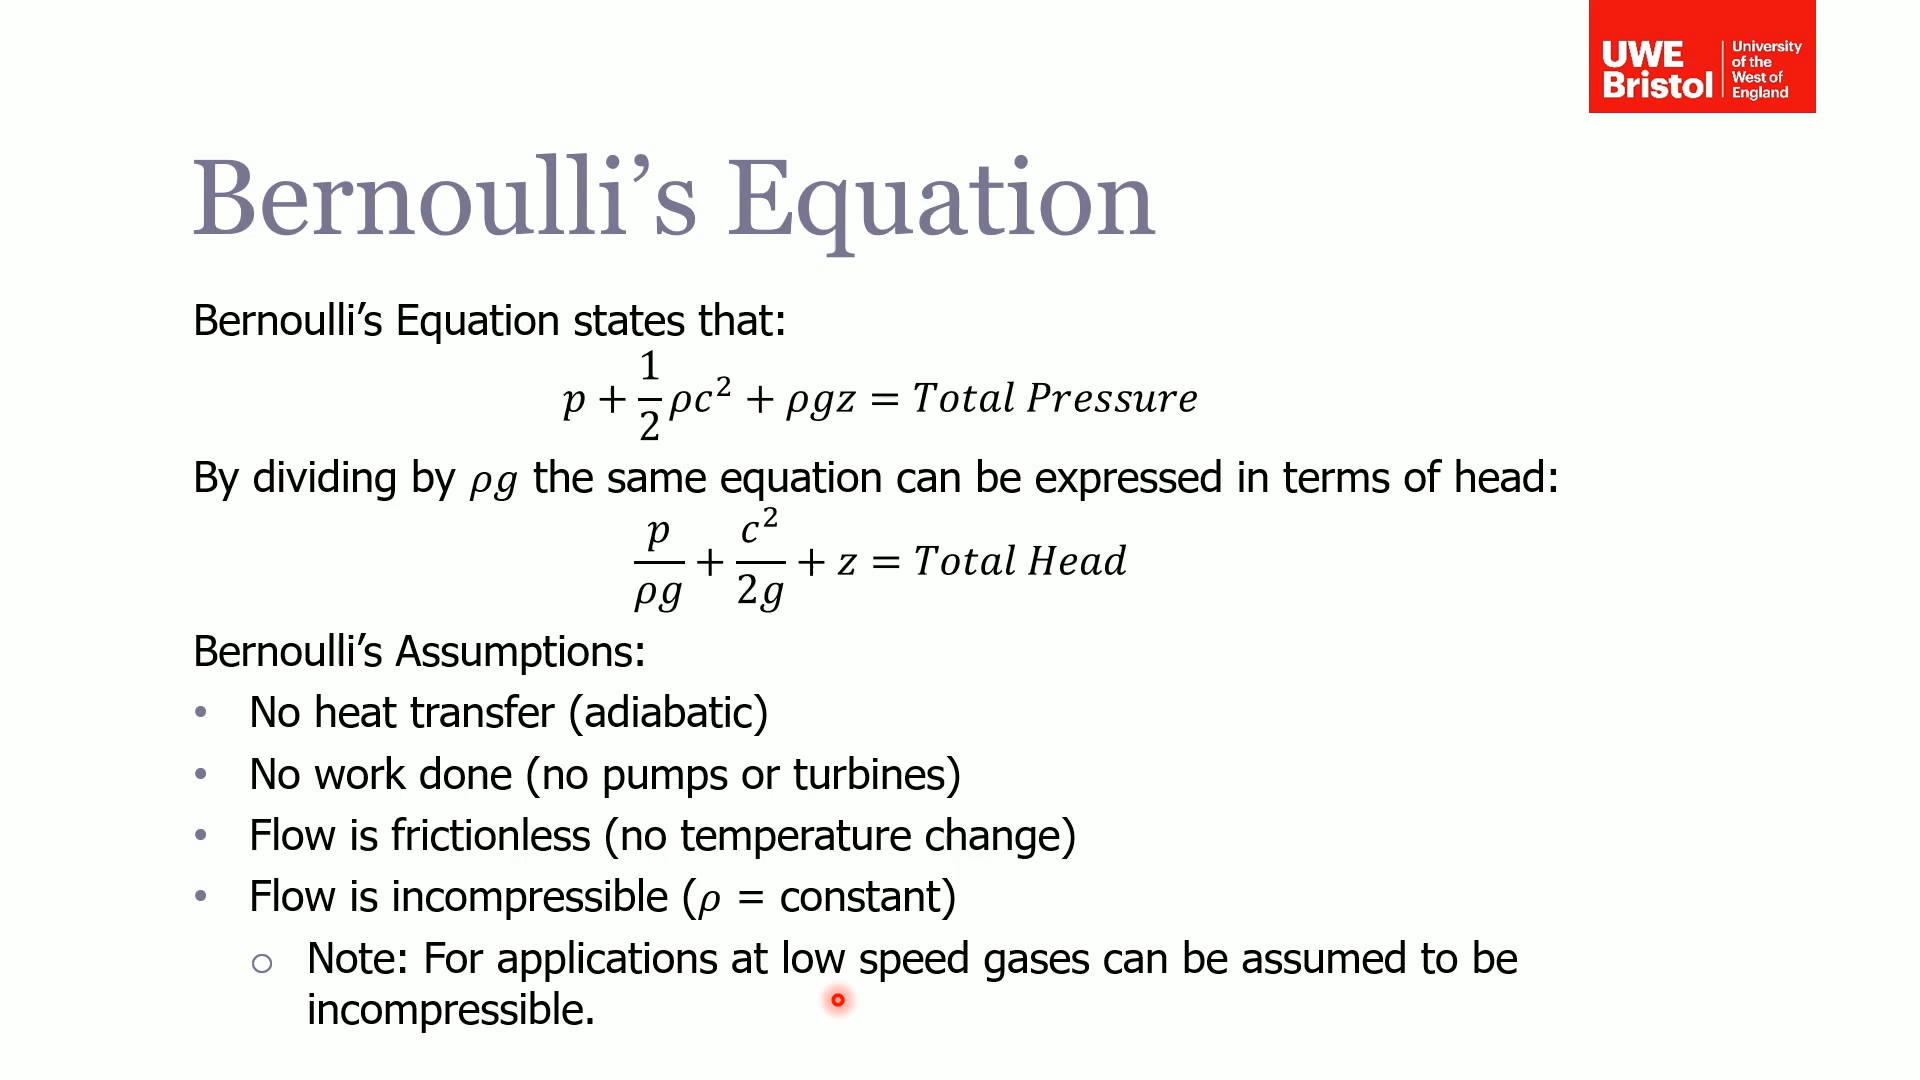 UWE
Bristol
University
of the
West of
England
Bernoulli’s Equation
Bernoulli’s Equation states that:
p + 1/2 ρc² + ρgz = Total Pressure
By dividing by ρg the same equation can be expressed in terms of head:
p/ρg + c²/2g + z = Total Head
Bernoulli’s Assumptions:
• No heat transfer (adiabatic)
• No work done (no pumps or turbines)
• Flow is frictionless (no temperature change)
• Flow is incompressible (ρ = constant)
o Note: For applications at low speed gases can be assumed to be
incompressible.